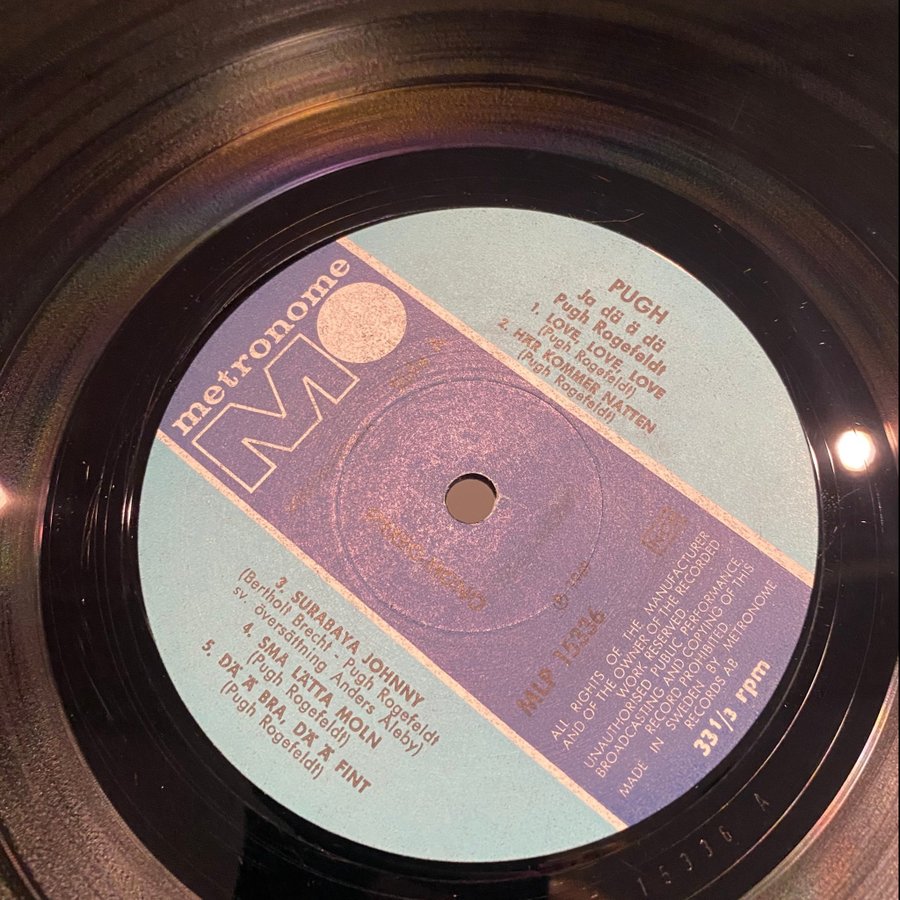 metronome
PUGH
Ja dä ä dä
Pugh Rogefeldt
1. LOVE, LOVE, LOVE
(Pugh Rogefeldt)
2. HÄR KOMMER NATTEN
(Pugh Rogefeldt)
MLP 15336
ALL RIGHTS OF THE MANUFACTURER
AND OF THE OWNER OF THE RECORDED
WORK RESERVED
UNAUTHORISED PUBLIC PERFORMANCE,
BROADCASTING AND COPYING OF THIS
RECORD PROHIBITED
MADE IN SWEDEN BY METRONOME
RECORDS AB
33 1/3 rpm
3. SURABAYA JOHNNY
(Bertholt Brecht - Pugh Rogefeldt
sv. översättning Anders Åleby)
4. SMÅ LÄTTA MOLN
(Pugh Rogefeldt)
5. DÄ Ä BRA, DÄ Ä FINT
(Pugh Rogefeldt)
15336 A